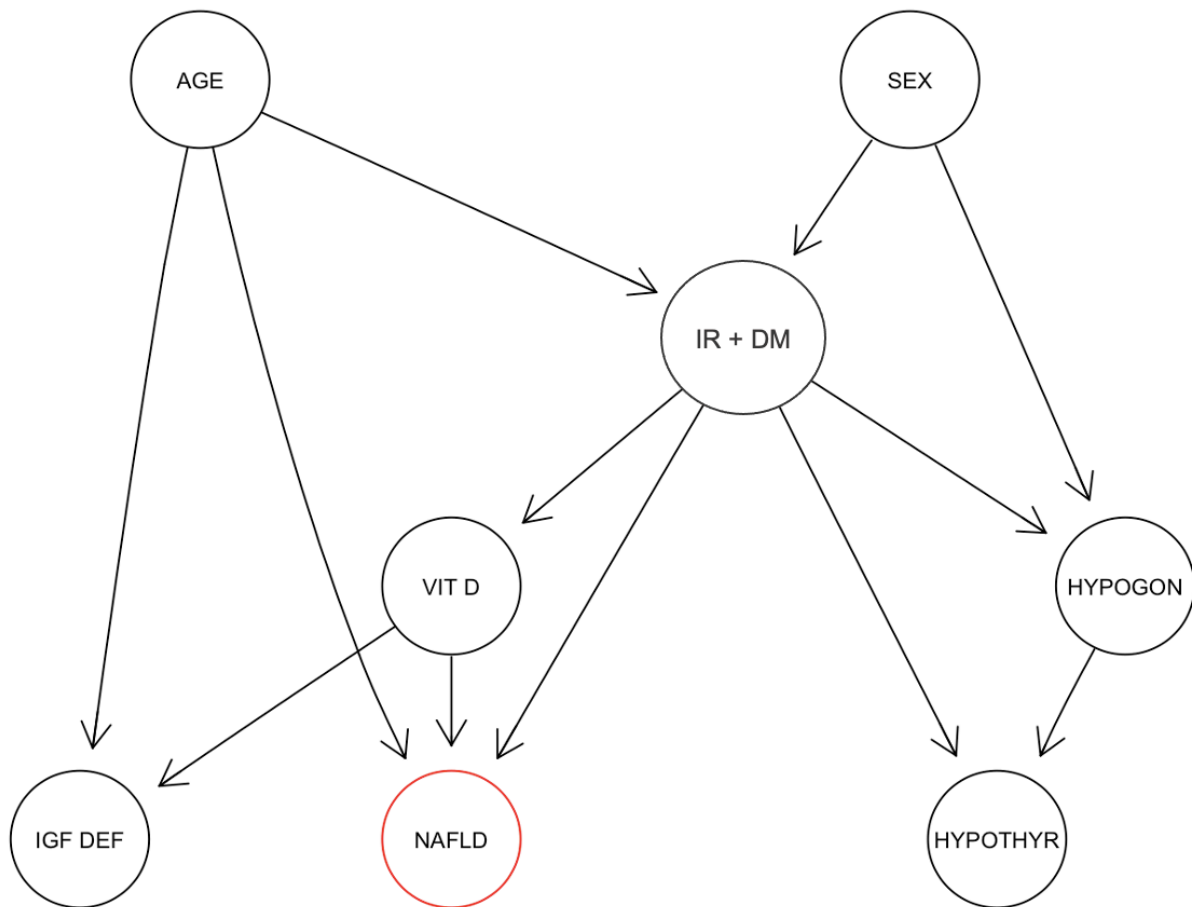 AGE
SEX
IR + DM
VIT D
HYPOGON
IGF DEF
NAFLD
HYPOTHYR